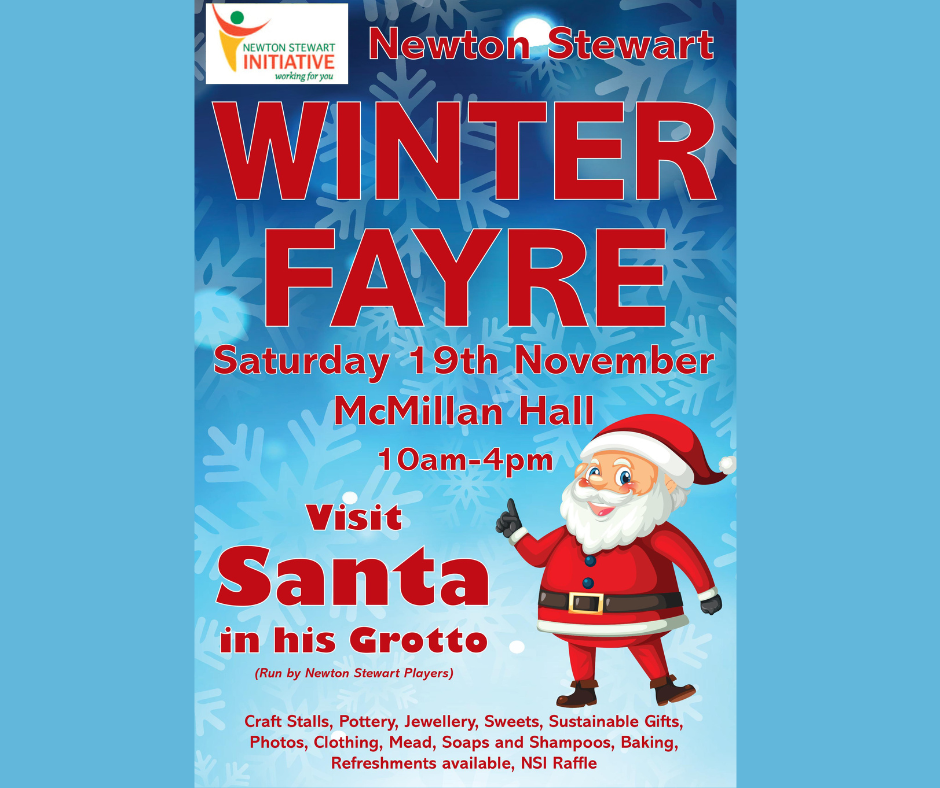 NEWTON STEWART
INITIATIVE
working for you
Newton Stewart
WINTER
FAYRE
Saturday 19th November
McMillan Hall
10am-4pm
Visit
Santa
in his Grotto
(Run by Newton Stewart Players)
Craft Stalls, Pottery, Jewellery, Sweets, Sustainable Gifts,
Photos, Clothing, Mead, Soaps and Shampoos, Baking,
Refreshments available, NSI Raffle